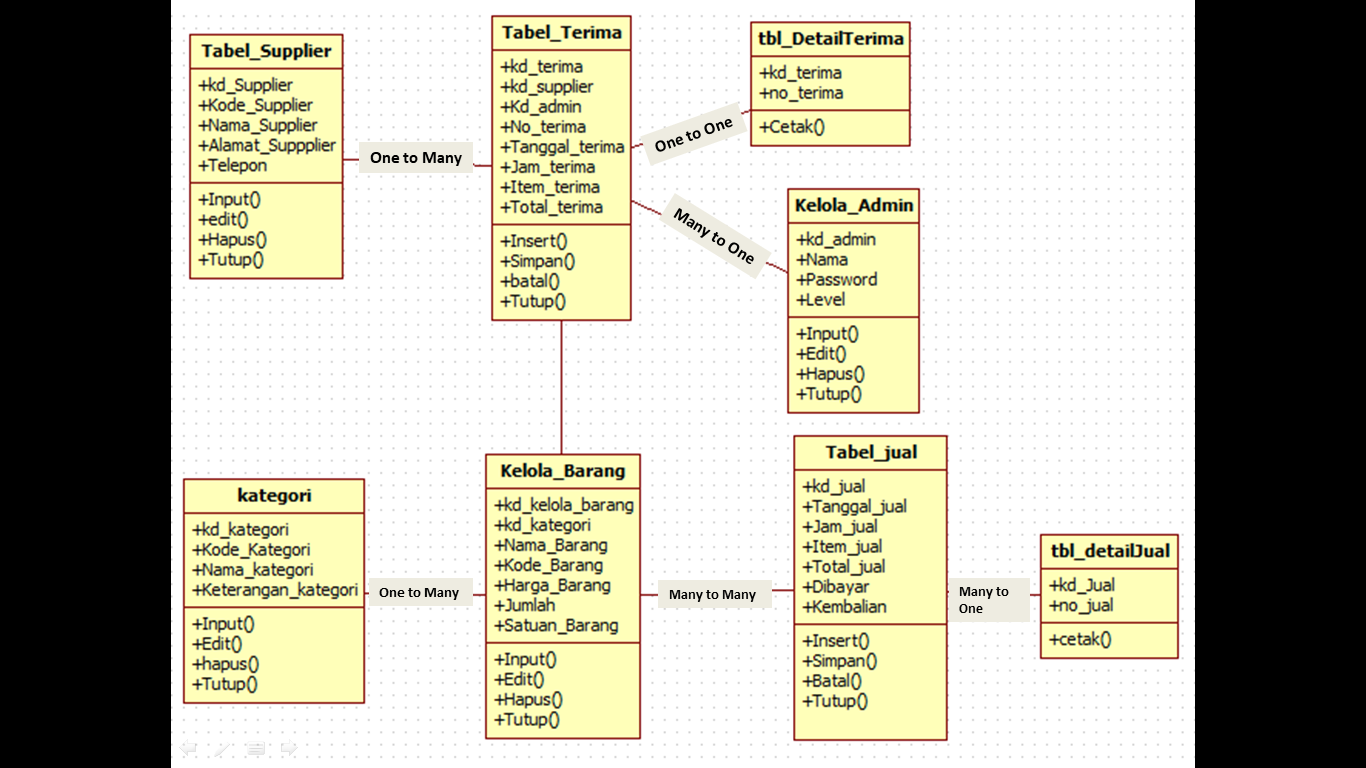 Tabel_Supplier
+kd_Supplier
+Kode_Supplier
+Nama_Supplier
+Alamat_Suppplier
+Telepon
+Input()
+edit()
+Hapus()
+Tutup()
One to Many
Tabel_Terima
+kd_terima
+kd_supplier
+Kd_admin
+No_terima
+Tanggal_terima
+Jam_terima
+Item_terima
+Total_terima
+Insert()
+Simpan()
+batal()
+Tutup()
One to One
tbl_DetailTerima
+kd_terima
+no_terima
+Cetak()
Many to One
Kelola_Admin
+kd_admin
+Nama
+Password
+Level
+Input()
+Edit()
+Hapus()
+Tutup()
kategori
+kd_kategori
+Kode_Kategori
+Nama_kategori
+Keterangan_kategori
+Input()
+Edit()
+hapus()
+Tutup()
One to Many
Kelola_Barang
+kd_kelola_barang
+kd_kategori
+Nama_Barang
+Kode_Barang
+Harga_Barang
+Jumlah
+Satuan_Barang
+Input()
+Edit()
+Hapus()
+Tutup()
Many to Many
Tabel_jual
+kd_jual
+Tanggal_jual
+Jam_jual
+Item_jual
+Total_jual
+Dibayar
+Kembalian
+Insert()
+Simpan()
+Batal()
+Tutup()
Many to
One
tbl_detailJual
+kd_Jual
+no_jual
+cetak()